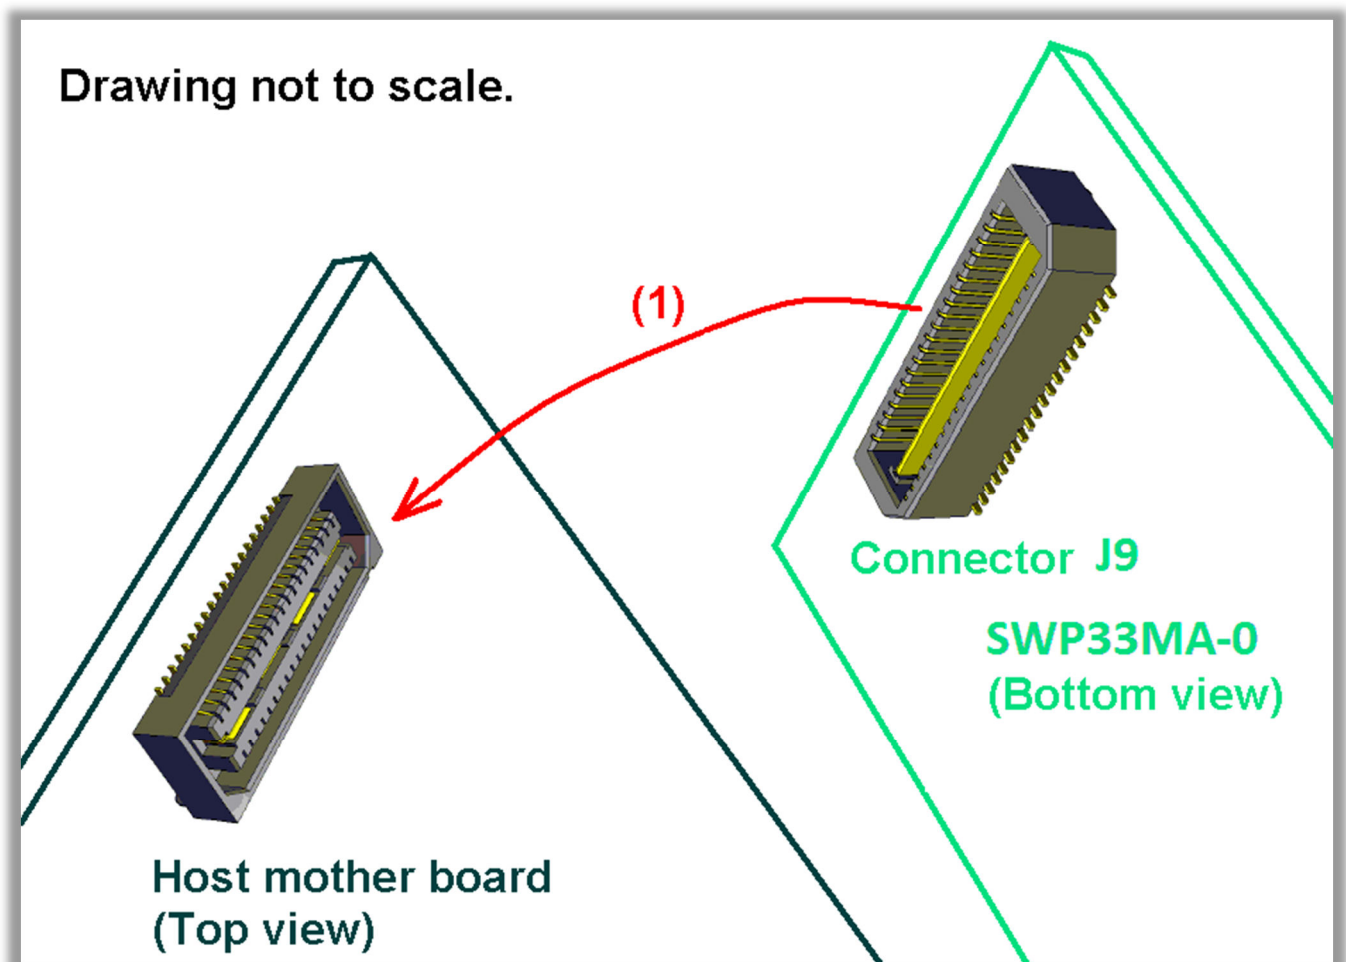 Drawing not to scale.
(1)
Connector J9
SWP33MA-0
(Bottom view)
Host mother board
(Top view)